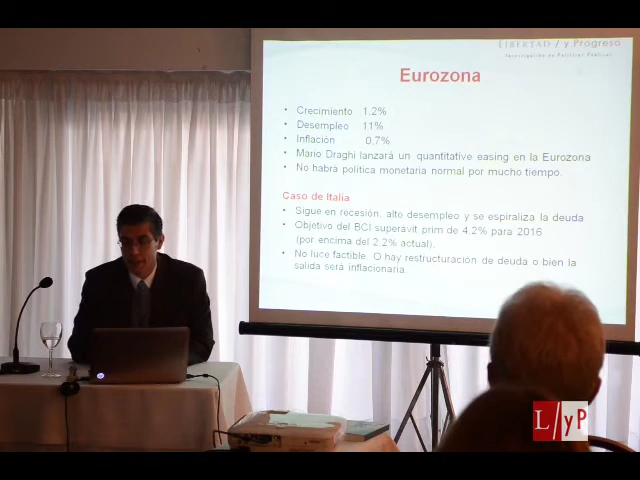 LIBERTAD / y Progreso
Investigación en Políticas Públicas
Eurozona
• Crecimiento 1.2%
• Desempleo 11%
• Inflación 0,7%
• Mario Draghi lanzará un quantitative easing en la Eurozona
• No habrá política monetaria normal por mucho tiempo.
Caso de Italia
• Sigue en recesión, alto desempleo y se espiraliza la deuda
• Objetivo del BCI superávit prim de 4.2% para 2016
(por encima del 2.2% actual).
• No luce factible. O hay restructuración de deuda o bien la
salida será inflacionaria.
L/yP